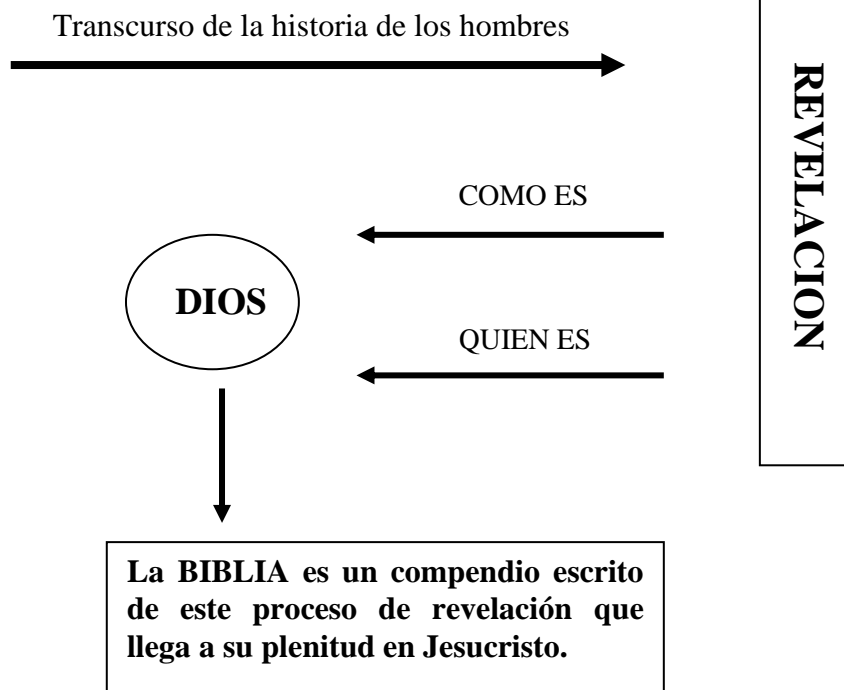 Transcurso de la historia de los hombres
REVELACION
COMO ES
DIOS
QUIEN ES
La BIBLIA es un compendio escrito
de este proceso de revelación que
llega a su plenitud en Jesucristo.